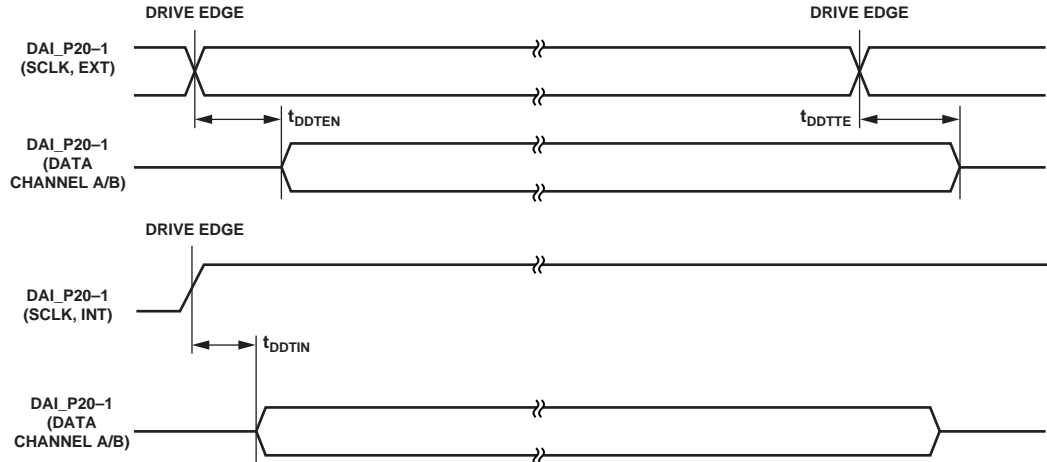 DRIVE EDGE
DRIVE EDGE
DAI_P20–1
(SCLK, EXT)
tDDTEN
tDDTTE
DAI_P20–1
(DATA
CHANNEL A/B)
DRIVE EDGE
DAI_P20–1
(SCLK, INT)
tDDTIN
DAI_P20–1
(DATA
CHANNEL A/B)